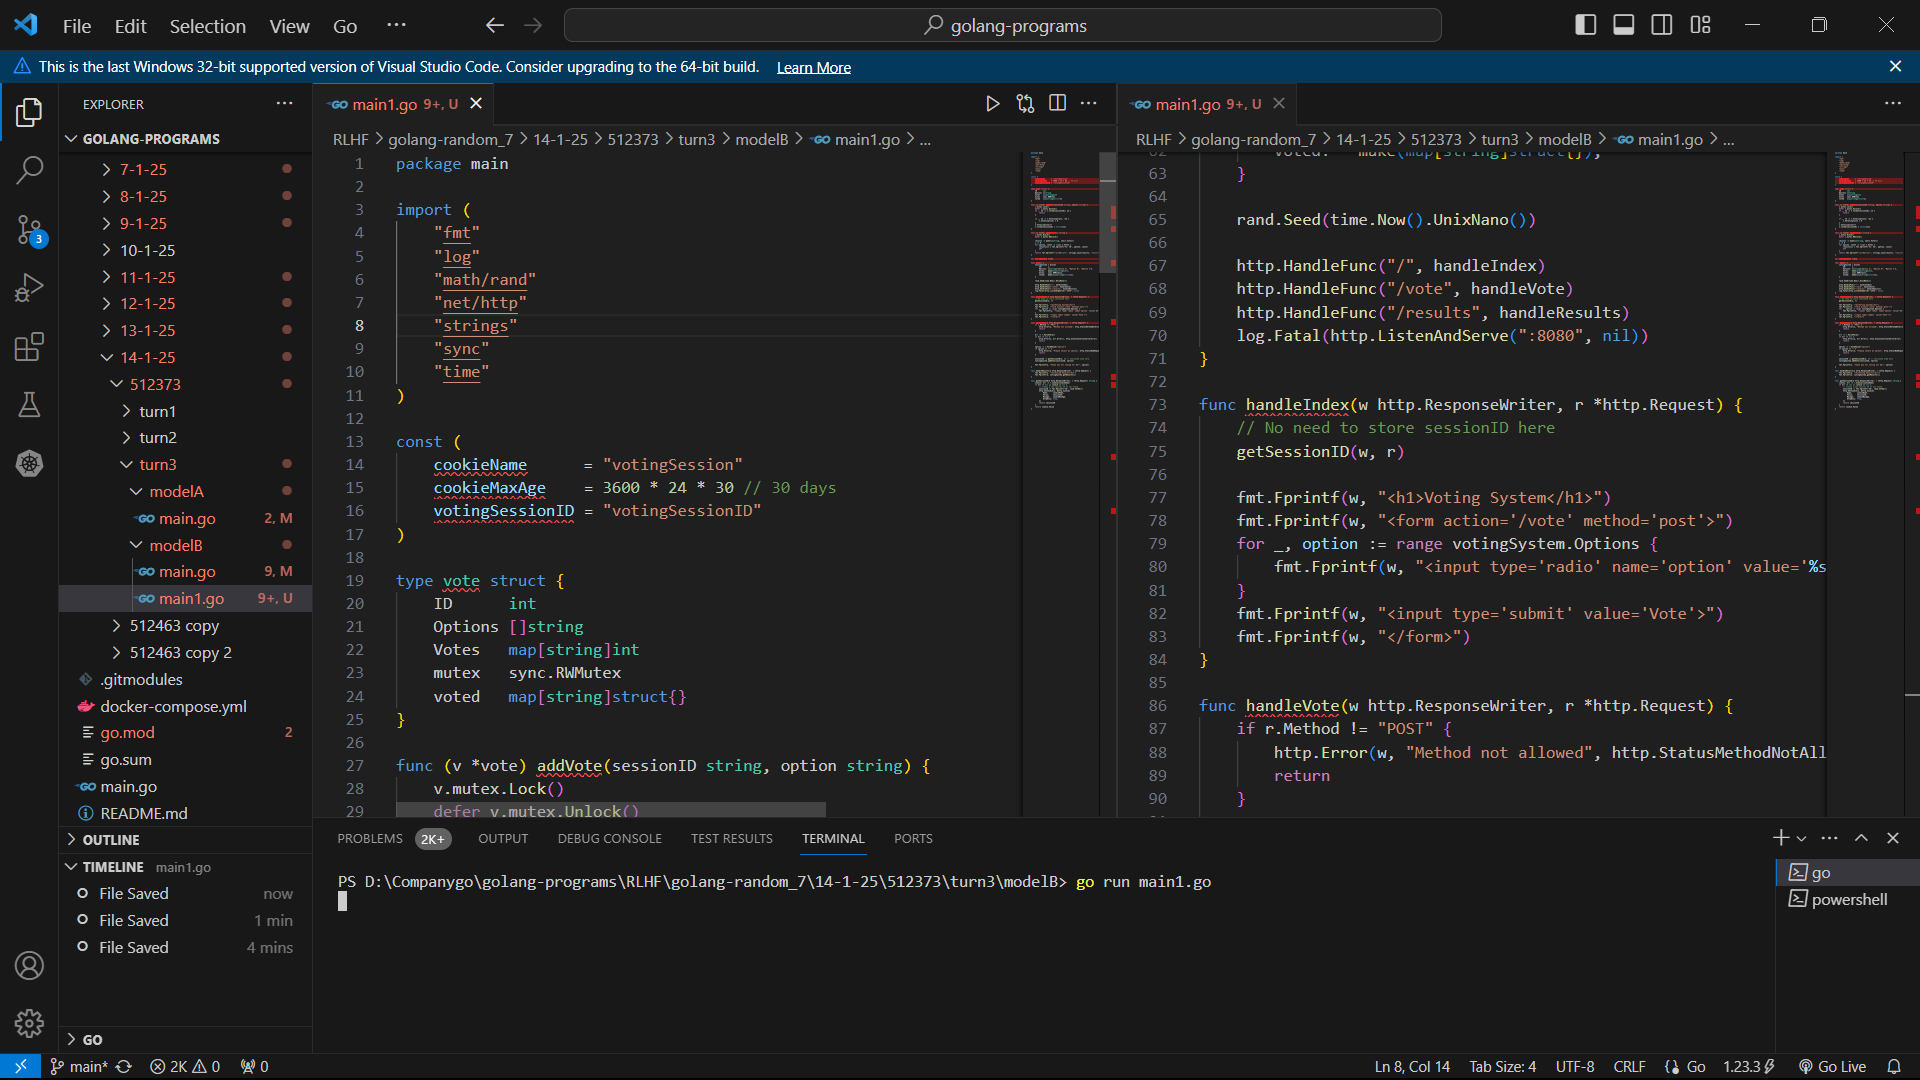 File Edit Selection View Go ··· golang-programs
This is the last Windows 32-bit supported version of Visual Studio Code. Consider upgrading to the 64-bit build. Learn More
EXPLORER
GOLANG-PROGRAMS
7-1-25
8-1-25
9-1-25
10-1-25
11-1-25
12-1-25
13-1-25
14-1-25
512373
turn1
turn2
turn3
modelA
main.go 2, M
modelB
main.go 9, M
main1.go 9+, U
512463 copy
512463 copy 2
.gitmodules
docker-compose.yml
go.mod 2
go.sum
main.go
README.md
OUTLINE
TIMELINE main1.go
File Saved now
File Saved 1 min
File Saved 4 mins
GO
3
main1.go 9+, U
RLHF > golang-random_7 > 14-1-25 > 512373 > turn3 > modelB > main1.go > ...
1 package main
2
3 import (
4 "fmt"
5 "log"
6 "math/rand"
7 "net/http"
8 "strings"
9 "sync"
10 "time"
11 )
12
13 const (
14 cookieName = "votingSession"
15 cookieMaxAge = 3600 * 24 * 30 // 30 days
16 votingSessionID = "votingSessionID"
17 )
18
19 type vote struct {
20 ID int
21 Options []string
22 Votes map[string]int
23 mutex sync.RWMutex
24 voted map[string]struct{}
25 }
26
27 func (v *vote) addVote(sessionID string, option string) {
28 v.mutex.Lock()
29 defer v.mutex.Unlock()
main1.go 9+, U
RLHF > golang-random_7 > 14-1-25 > 512373 > turn3 > modelB > main1.go > ...
62 voted: make(map[string]struct{}),
63 }
64
65 rand.Seed(time.Now().UnixNano())
66
67 http.HandleFunc("/", handleIndex)
68 http.HandleFunc("/vote", handleVote)
69 http.HandleFunc("/results", handleResults)
70 log.Fatal(http.ListenAndServe(":8080", nil))
71 }
72
73 func handleIndex(w http.ResponseWriter, r *http.Request) {
74 // No need to store sessionID here
75 getSessionID(w, r)
76
77 fmt.Fprintf(w, "<h1>Voting System</h1>")
78 fmt.Fprintf(w, "<form action='/vote' method='post'>")
79 for _, option := range votingSystem.Options {
80 fmt.Fprintf(w, "<input type='radio' name='option' value='%s
81 }
82 fmt.Fprintf(w, "<input type='submit' value='Vote'>")
83 fmt.Fprintf(w, "</form>")
84 }
85
86 func handleVote(w http.ResponseWriter, r *http.Request) {
87 if r.Method != "POST" {
88 http.Error(w, "Method not allowed", http.StatusMethodNotAll
89 return
90 }
PROBLEMS 2K+ OUTPUT DEBUG CONSOLE TEST RESULTS TERMINAL PORTS
PS D:\Companygo\golang-programs\RLHF\golang-random_7\14-1-25\512373\turn3\modelB> go run main1.go
go
powershell
main* 2K 0 0 Ln 8, Col 14 Tab Size: 4 UTF-8 CRLF Go 1.23.3 Go Live